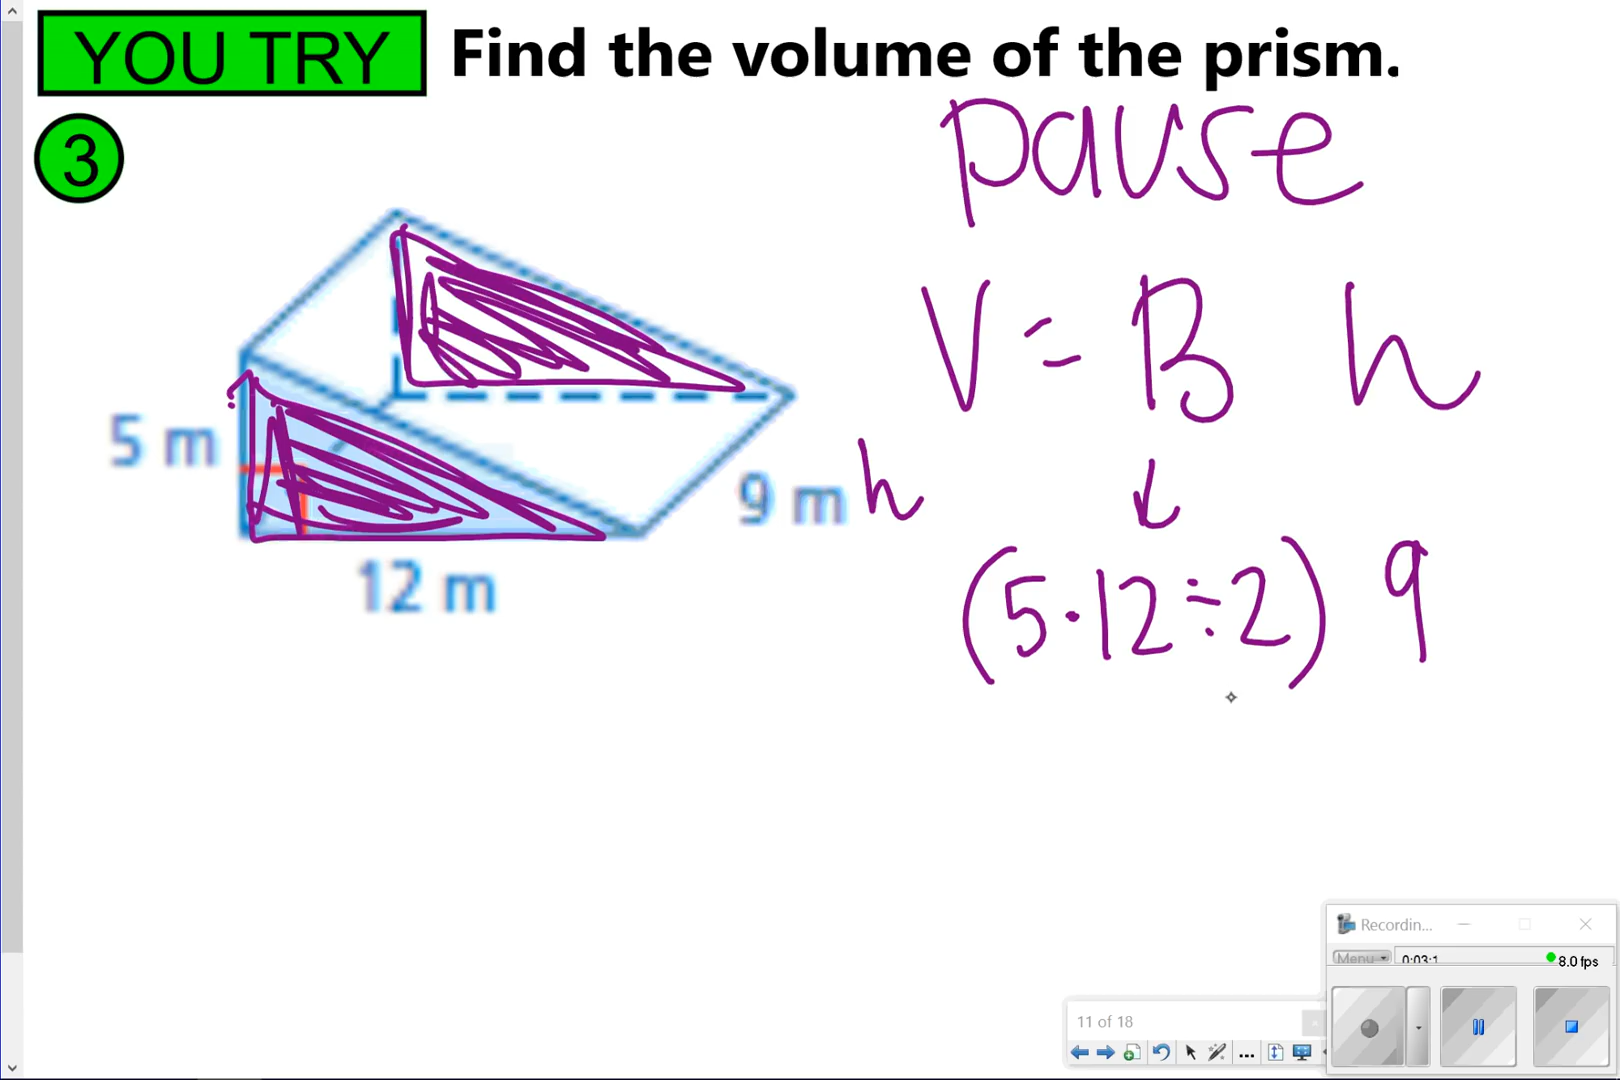 YOU TRY Find the volume of the prism.
3
pause
V = B h
5 m
9 m h
12 m
(5·12÷2) 9
Recordin...
Menu 0:03:1 8.0 fps
11 of 18